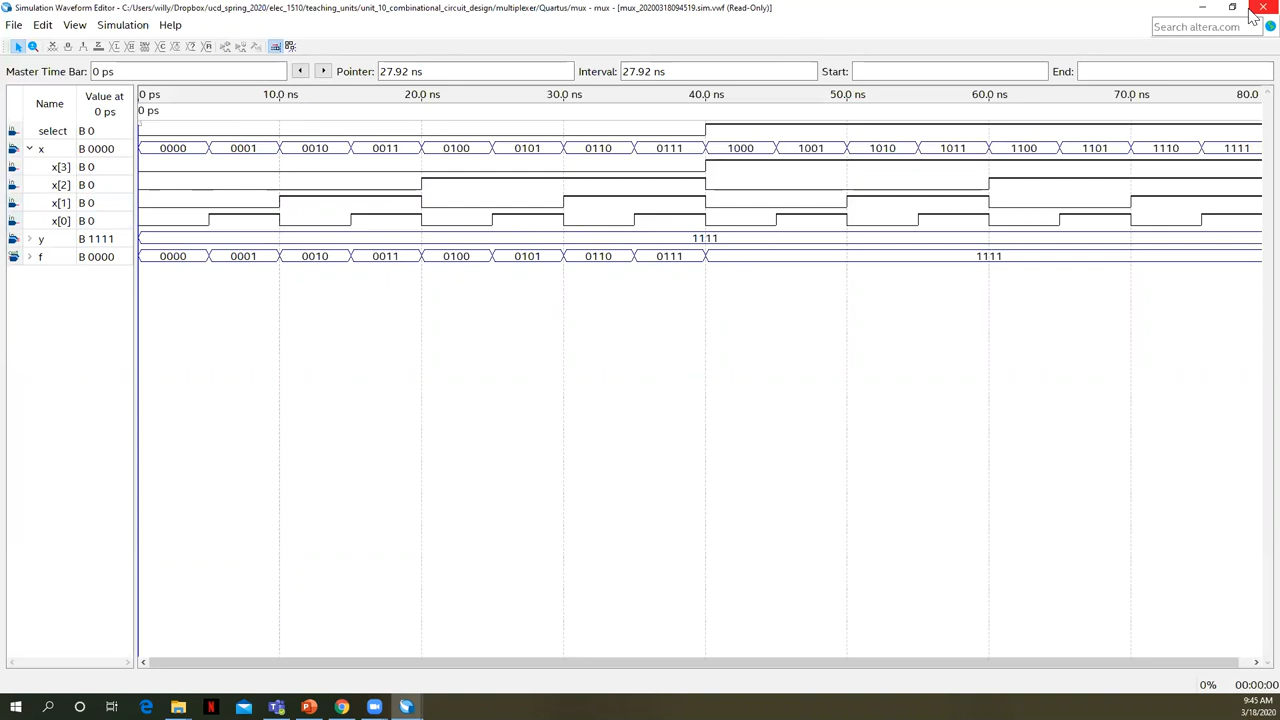 Simulation Waveform Editor - C:/Users/willy/Dropbox/ucd_spring_2020/elec_1510/teaching_units/unit_10_combinational_circuit_design/multiplexer/Quartus/mux - mux - [mux_20200318094519.sim.vwf (Read-Only)]
File Edit View Simulation Help
Search altera.com
Master Time Bar: 0 ps Pointer: 27.92 ns Interval: 27.92 ns Start: End:
Name Value at 0 ps
0 ps 10.0 ns 20.0 ns 30.0 ns 40.0 ns 50.0 ns 60.0 ns 70.0 ns 80.0
0 ps
select B 0
x B 0000 0000 0001 0010 0011 0100 0101 0110 0111 1000 1001 1010 1011 1100 1101 1110 1111
x[3] B 0
x[2] B 0
x[1] B 0
x[0] B 0
y B 1111 1111
f B 0000 0000 0001 0010 0011 0100 0101 0110 0111 1111
0% 00:00:00
9:45 AM
3/18/2020